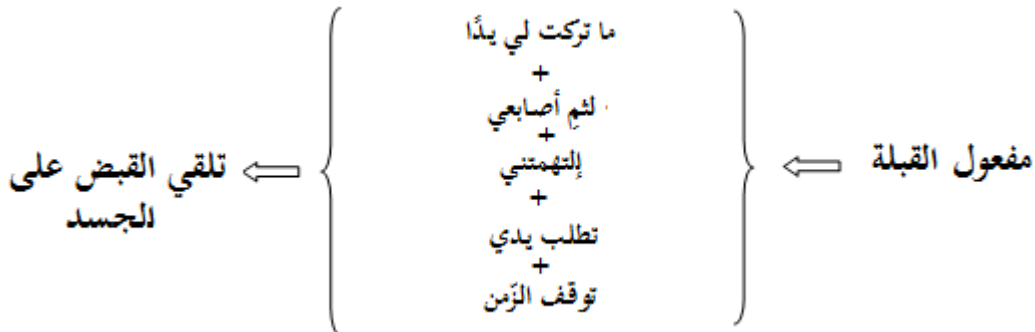 مفعول القبلة
ما تركت لي يدًا
+
لثمِ أصابعي
+
إلتهمتني
+
تطلب يدي
+
توقف الزّمن
تلقي القبض على
الجسد